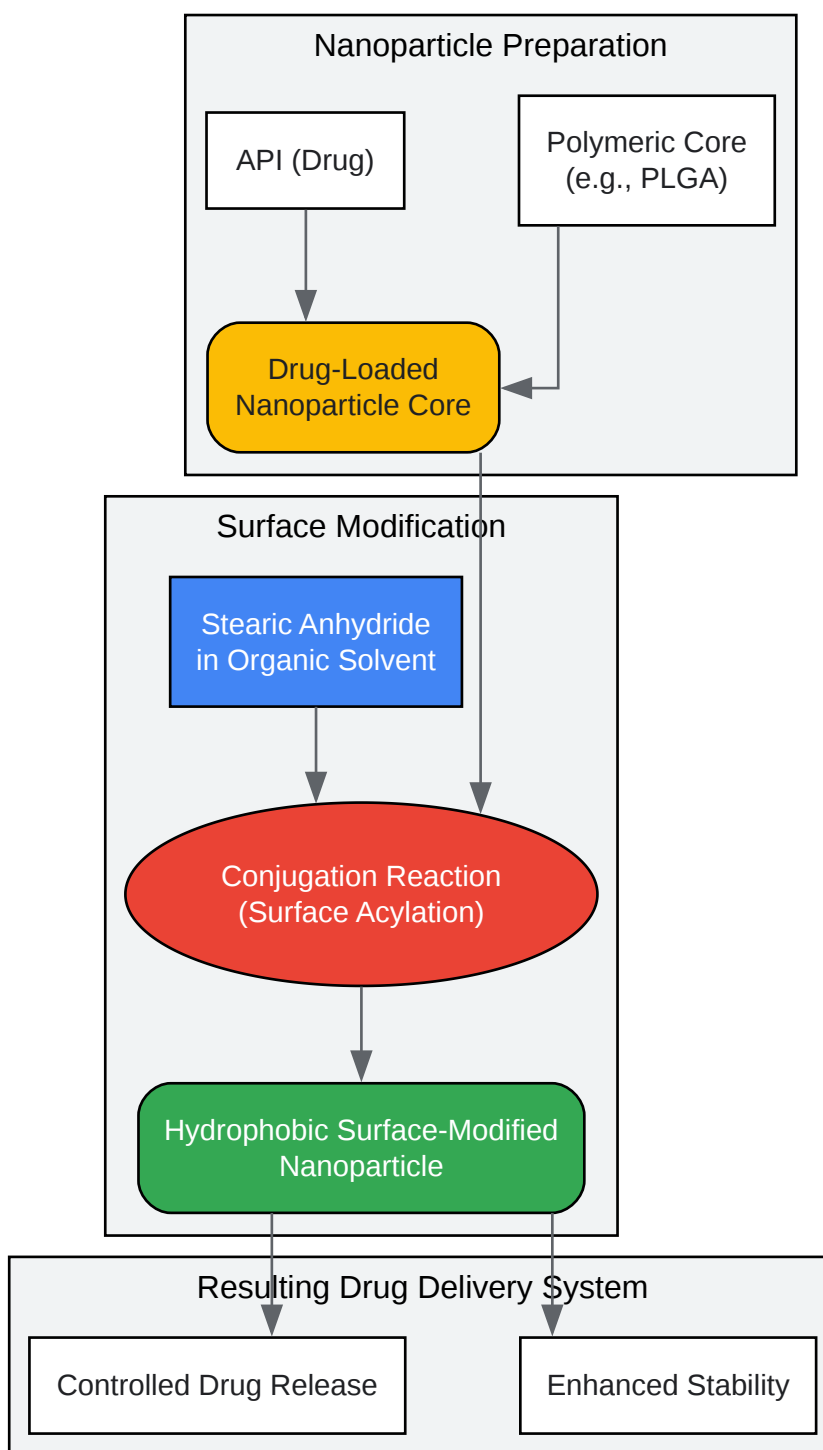 Nanoparticle Preparation
API (Drug)
Polymeric Core
(e.g., PLGA)
Drug-Loaded
Nanoparticle Core
Surface Modification
Stearic Anhydride
in Organic Solvent
Conjugation Reaction
(Surface Acylation)
Hydrophobic Surface-Modified
Nanoparticle
Resulting Drug Delivery System
Controlled Drug Release
Enhanced Stability